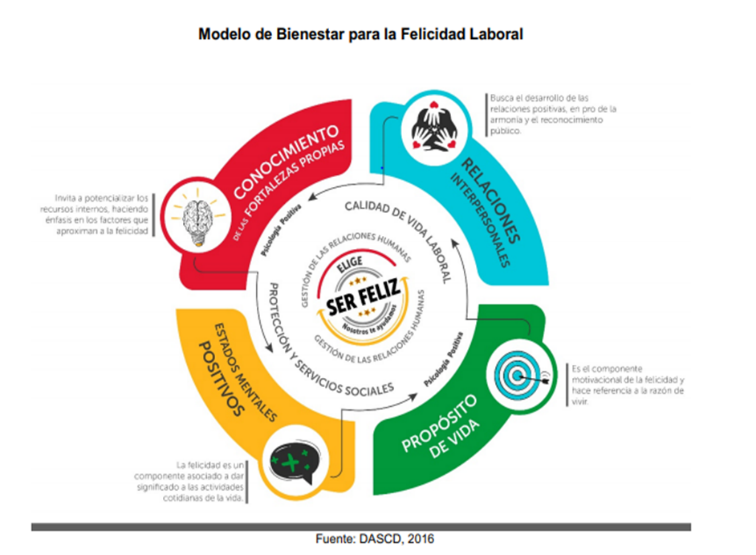 Modelo de Bienestar para la Felicidad Laboral
Busca el desarrollo de las
relaciones positivas, en pro de la
armonía y el reconocimiento
público.
CONOCIMIENTO
DE LAS FORTALEZAS PROPIAS
RELACIONES
INTERPERSONALES
Invita a potencializar los
recursos internos, haciendo
énfasis en los factores que
aproximan a la felicidad
Psicología Positiva
CALIDAD DE VIDA LABORAL
GESTIÓN DE LAS RELACIONES HUMANAS
ELIGE
SER FELIZ
Nosotros te ayudamos
GESTIÓN DE LAS RELACIONES HUMANAS
PROTECCIÓN Y SERVICIOS SOCIALES
Psicología Positiva
ESTADOS MENTALES
POSITIVOS
PROPÓSITO
DE VIDA
Es el componente
motivacional de la felicidad y
hace referencia a la razón de
vivir.
La felicidad es un
componente asociado a dar
significado a las actividades
cotidianas de la vida.
Fuente: DASCD, 2016